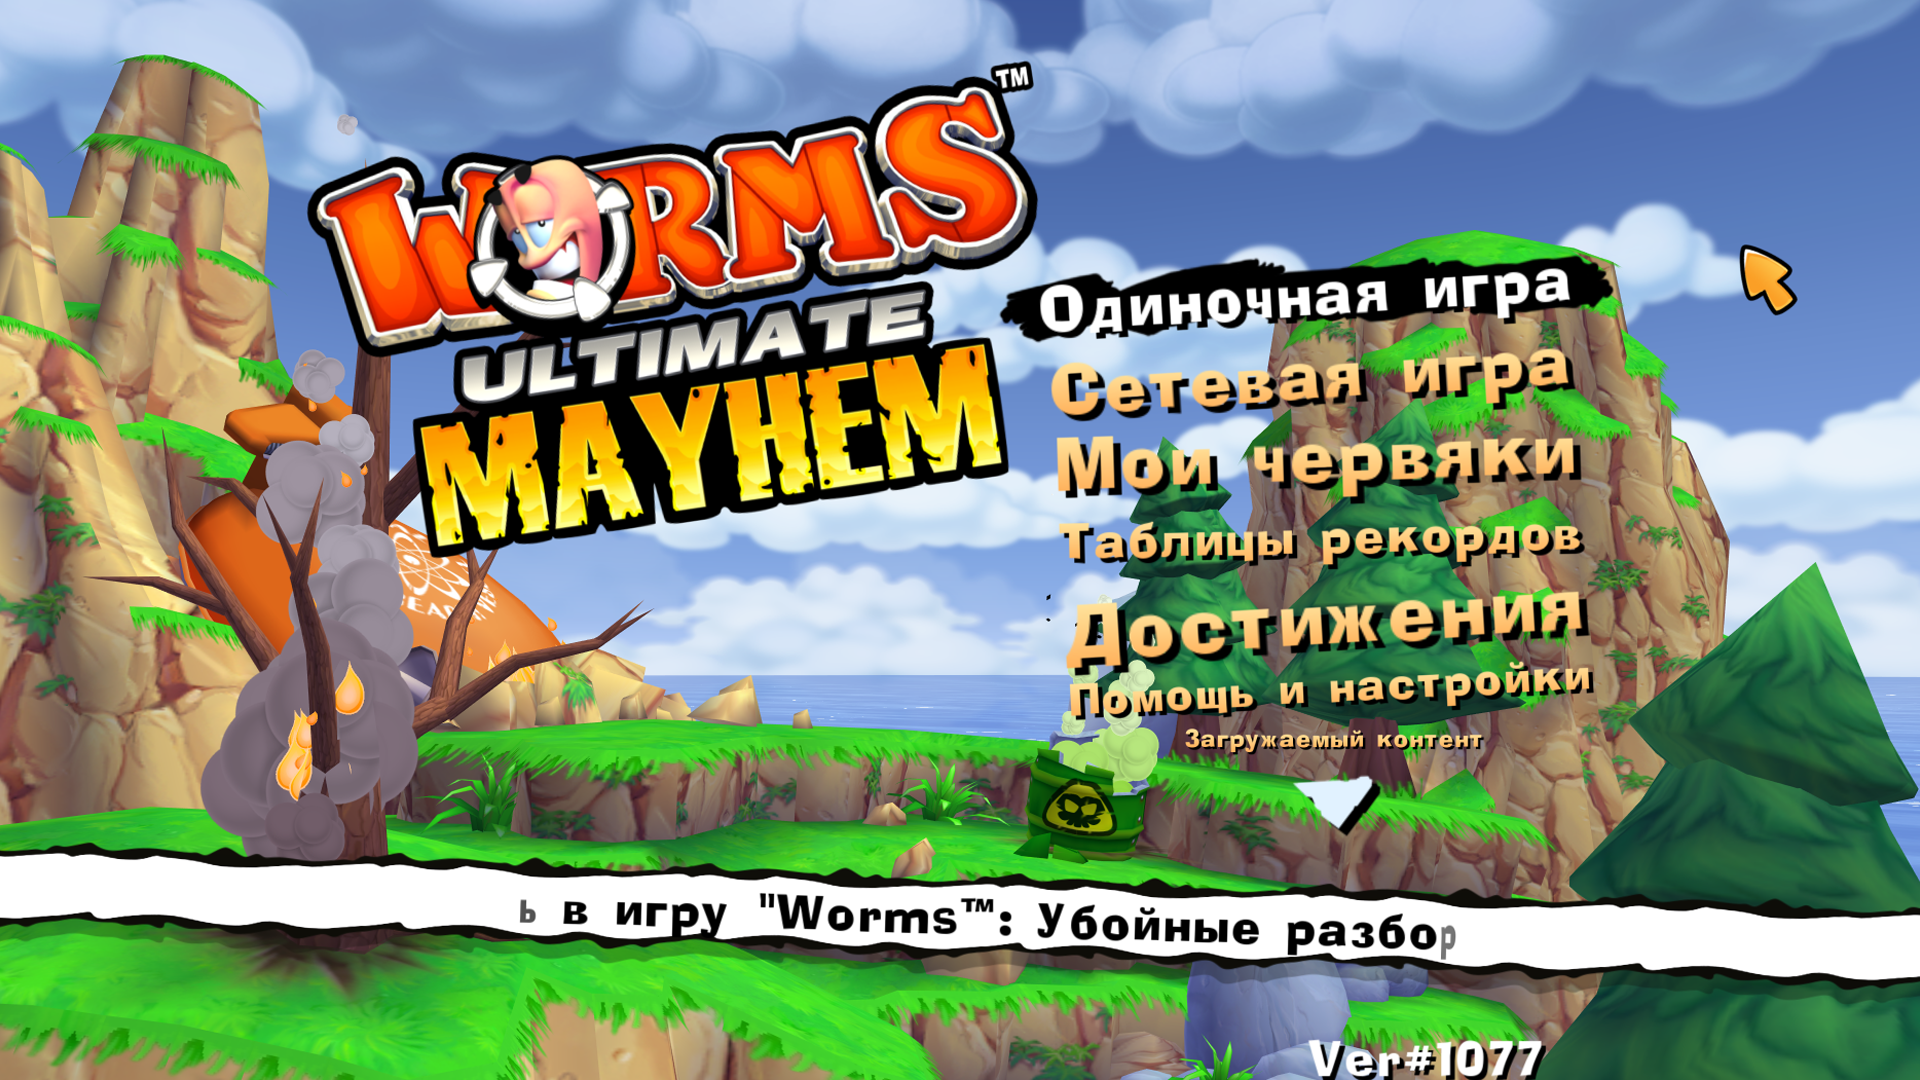 WORMS™
ULTIMATE
MAYHEM
Одиночная игра
Сетевая игра
Мои червяки
Таблицы рекордов
Достижения
Помощь и настройки
Загружаемый контент
ь в игру "Worms™: Убойные разбор
Ver#1077